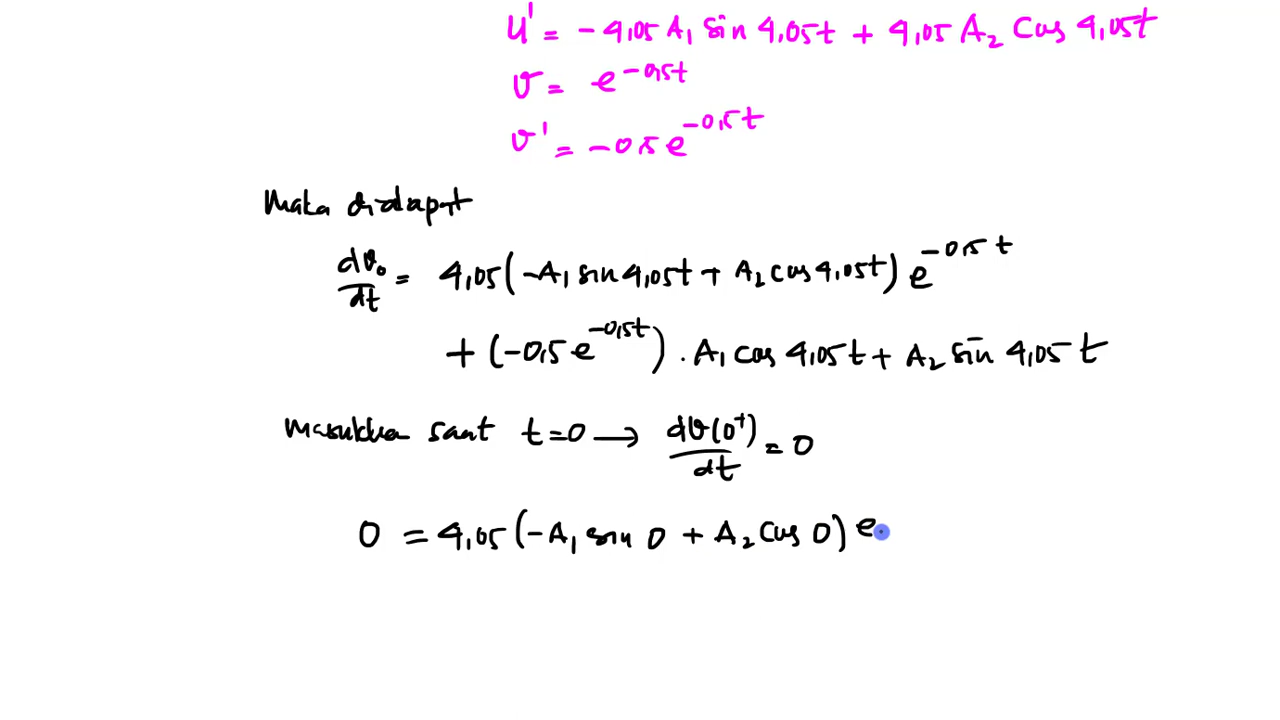 u' = -4,05 A₁ sin 4,05t + 4,05 A₂ cos 4,05t
v = e^{-0,5t}
v' = -0,5 e^{-0,5t}
Maka didapat
dv₀/dt = 4,05(-A₁ sin 4,05t + A₂ cos 4,05t) e^{-0,5t}
+ (-0,5 e^{-0,5t}) . A₁ cos 4,05t + A₂ sin 4,05t
Masukkan saat t=0 → dv(0⁺)/dt = 0
0 = 4,05(-A₁ sin 0 + A₂ cos 0) e